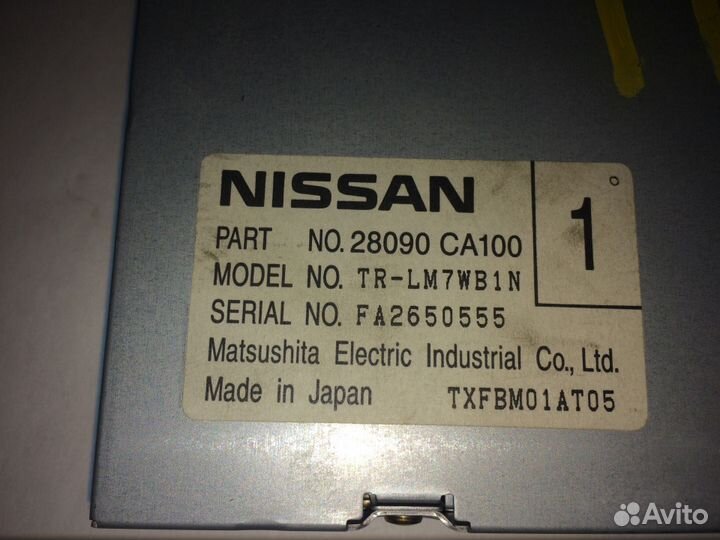 NISSAN
1
PART NO. 28090 CA100
MODEL NO. TR-LM7WB1N
SERIAL NO. FA2650555
Matsushita Electric Industrial Co., Ltd.
Made in Japan TXFBM01AT05
Avito